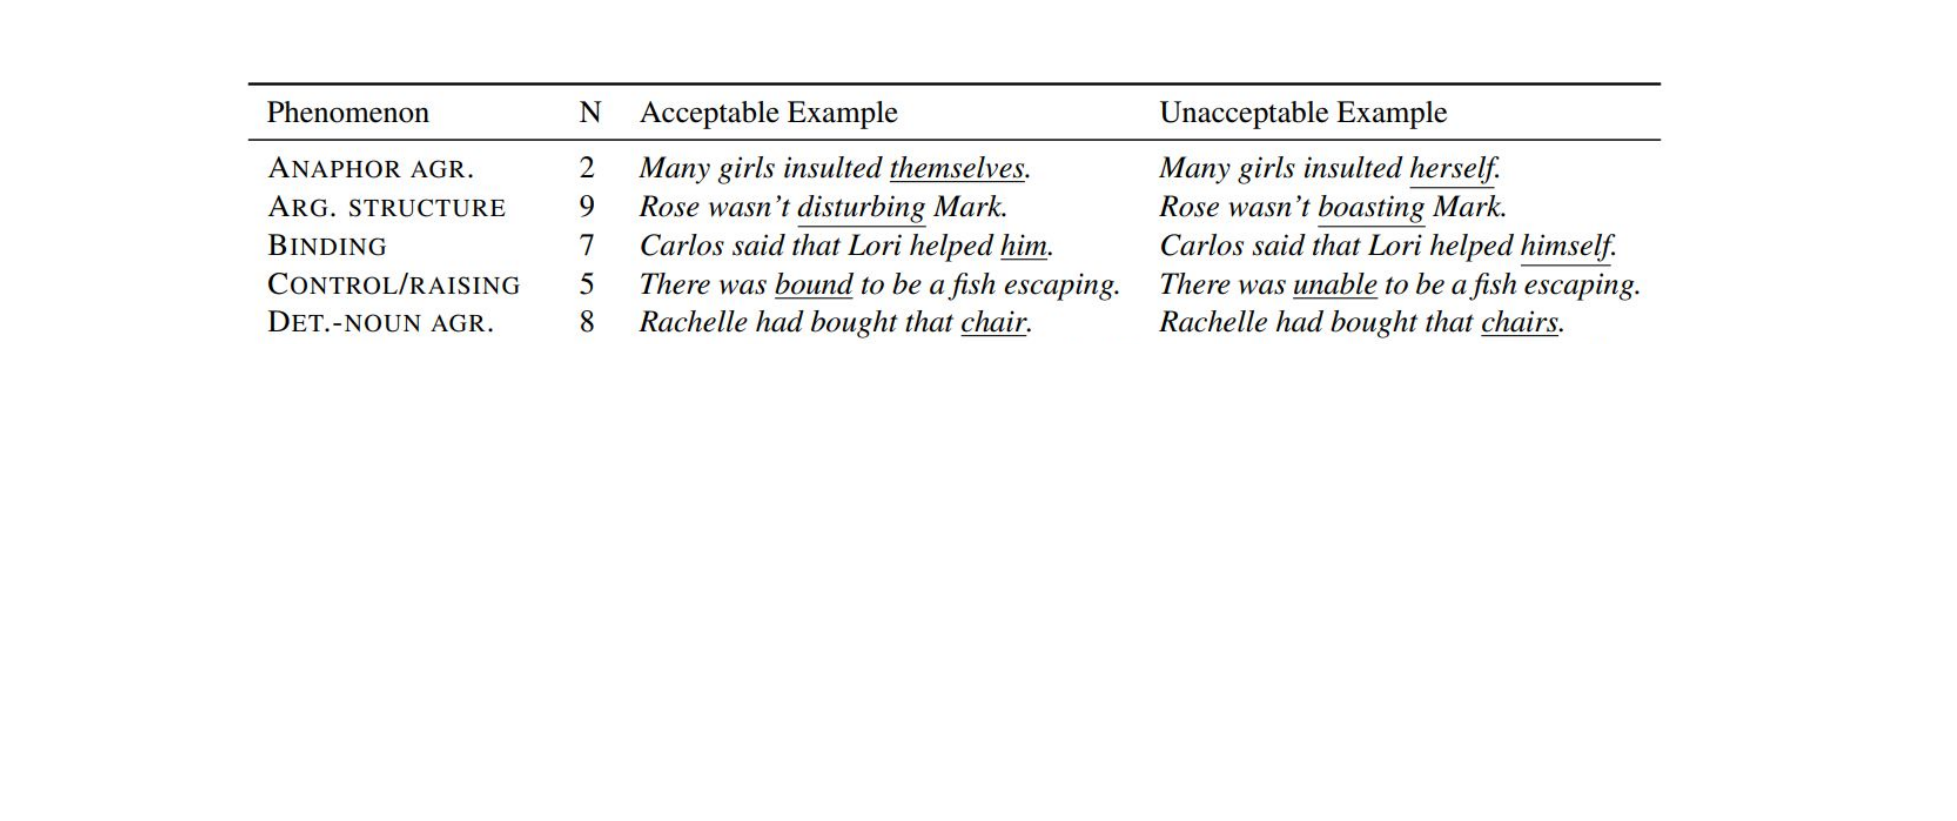 Phenomenon N Acceptable Example Unacceptable Example
ANAPHOR AGR. 2 Many girls insulted themselves. Many girls insulted herself.
ARG. STRUCTURE 9 Rose wasn't disturbing Mark. Rose wasn't boasting Mark.
BINDING 7 Carlos said that Lori helped him. Carlos said that Lori helped himself.
CONTROL/RAISING 5 There was bound to be a fish escaping. There was unable to be a fish escaping.
DET.-NOUN AGR. 8 Rachelle had bought that chair. Rachelle had bought that chairs.